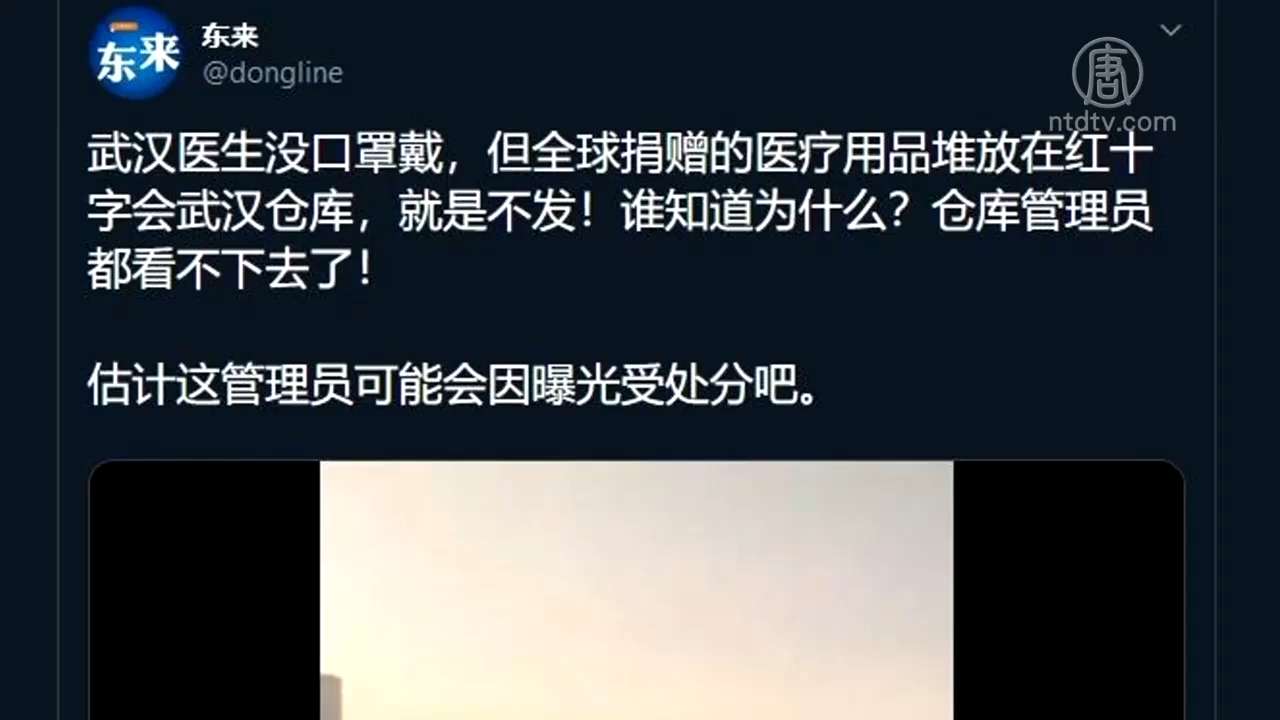 东来
东来
@dongline
唐
ntdtv.com
武汉医生没口罩戴，但全球捐赠的医疗用品堆放在红十
字会武汉仓库，就是不发！谁知道为什么？仓库管理员
都看不下去了！
估计这管理员可能会因曝光受处分吧。